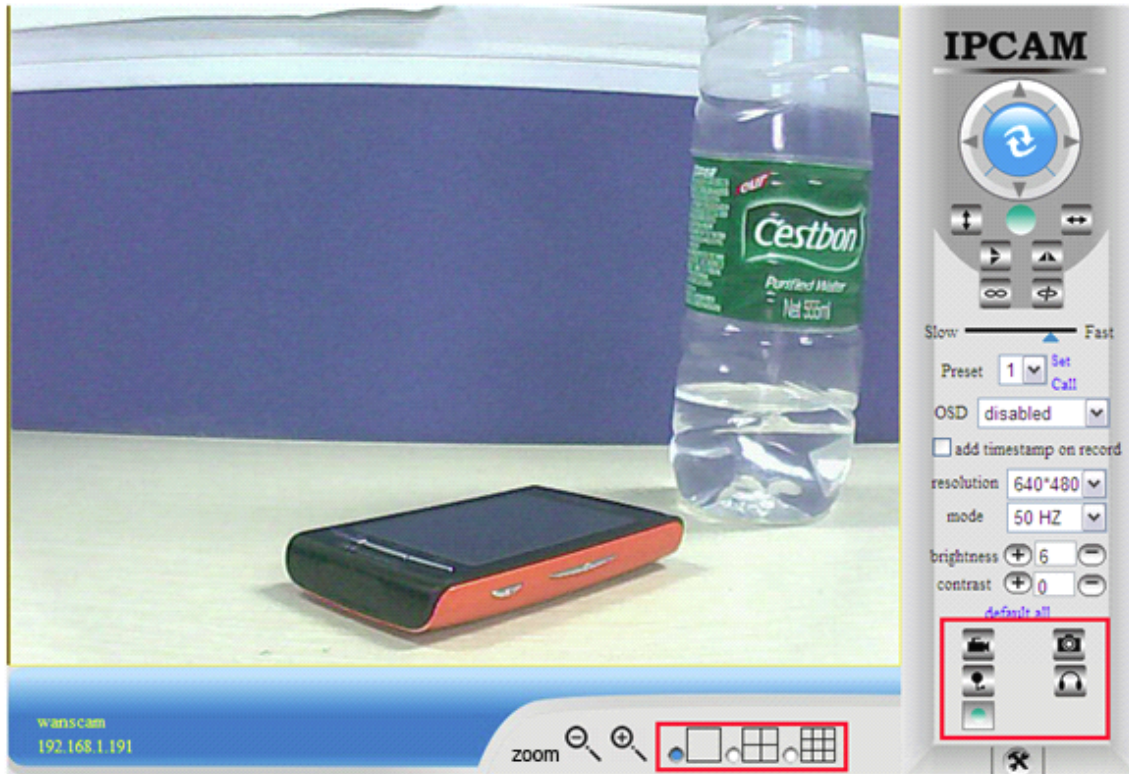 OUR
Cestbon
Purified Water
Net 555ml
IPCAM
Slow
Fast
Preset
1
Set
Call
OSD
disabled
add timestamp on record
resolution
640*480
mode
50 HZ
brightness
6
contrast
0
default all
wanscam
192.168.1.191
zoom